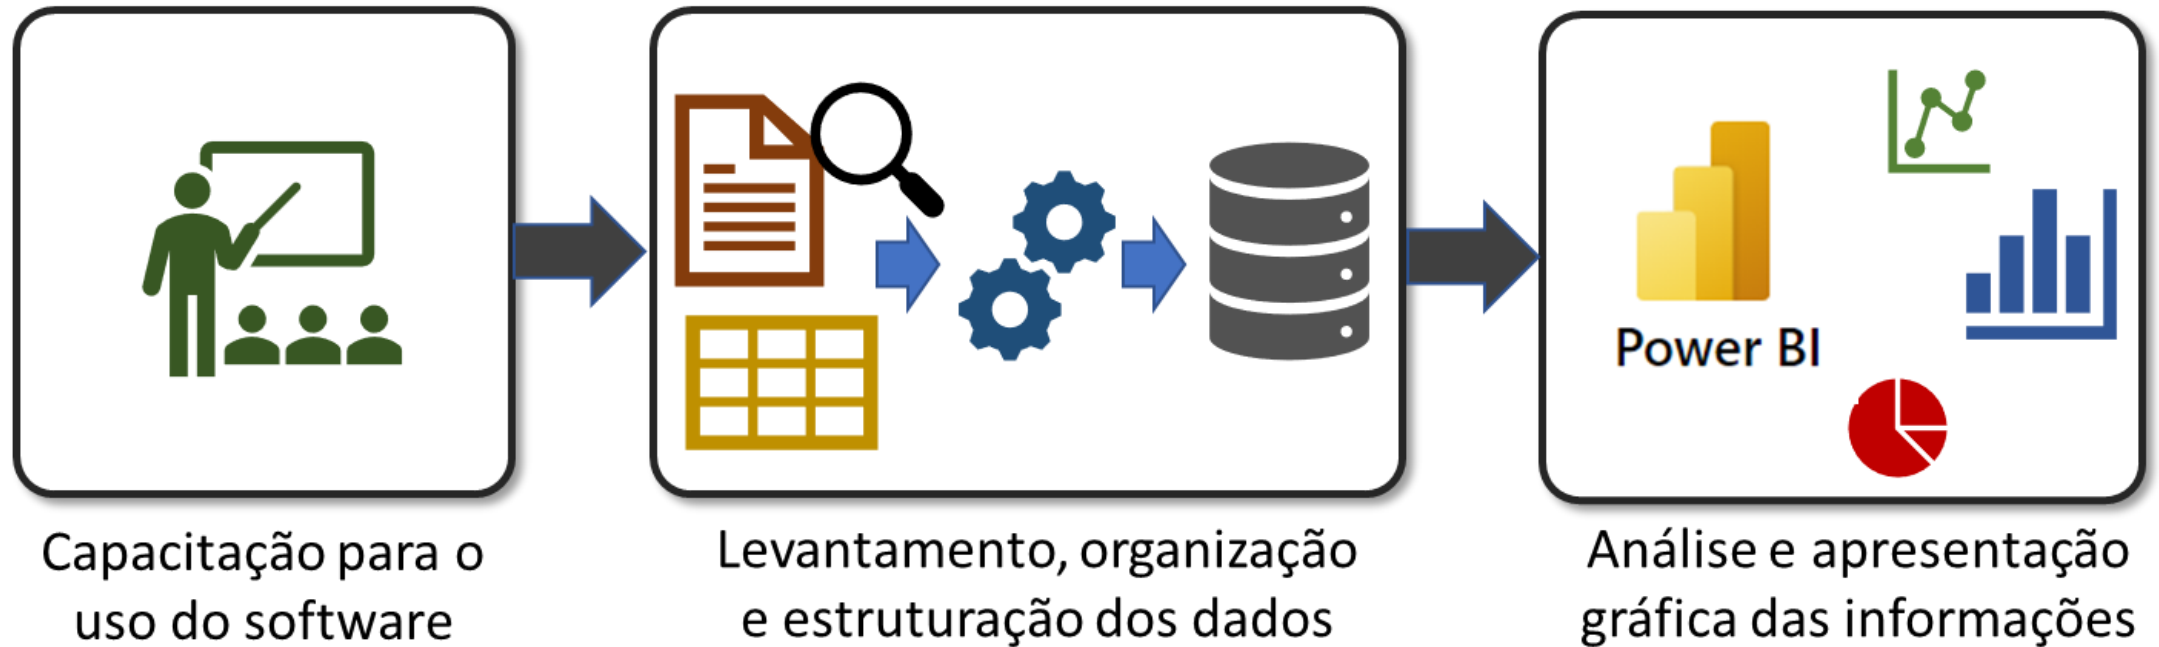 Power BI
Capacitação para o
uso do software
Levantamento, organização
e estruturação dos dados
Análise e apresentação
gráfica das informações